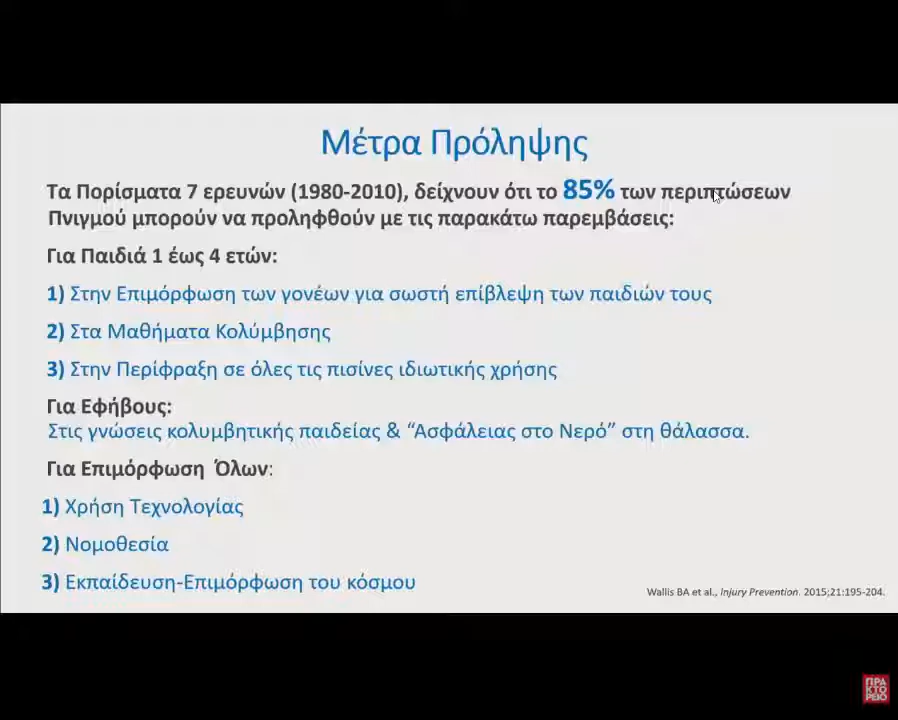 Μέτρα Πρόληψης
Τα Πορίσματα 7 ερευνών (1980-2010), δείχνουν ότι το 85% των περιπτώσεων
Πνιγμού μπορούν να προληφθούν με τις παρακάτω παρεμβάσεις:
Για Παιδιά 1 έως 4 ετών:
1) Στην Επιμόρφωση των γονέων για σωστή επίβλεψη των παιδιών τους
2) Στα Μαθήματα Κολύμβησης
3) Στην Περίφραξη σε όλες τις πισίνες ιδιωτικής χρήσης
Για Εφήβους:
Στις γνώσεις κολυμβητικής παιδείας & “Ασφάλειας στο Νερό” στη θάλασσα.
Για Επιμόρφωση Όλων:
1) Χρήση Τεχνολογίας
2) Νομοθεσία
3) Εκπαίδευση-Επιμόρφωση του κόσμου
Wallis BA et al., Injury Prevention. 2015;21:195-204.
ΠΡΑ
ΚΤΟ
ΡΕΙΟ